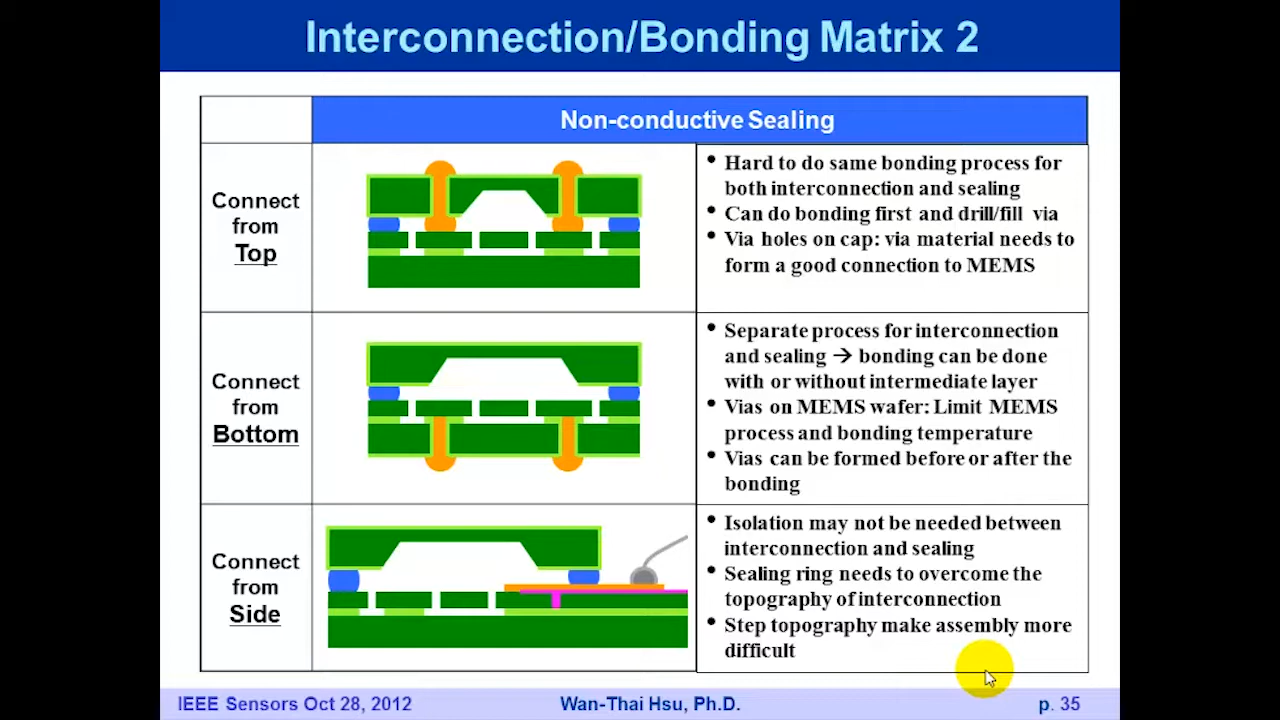 Interconnection/Bonding Matrix 2
Non-conductive Sealing
Connect
from
Top
• Hard to do same bonding process for
both interconnection and sealing
• Can do bonding first and drill/fill via
• Via holes on cap: via material needs to
form a good connection to MEMS
Connect
from
Bottom
• Separate process for interconnection
and sealing → bonding can be done
with or without intermediate layer
• Vias on MEMS wafer: Limit MEMS
process and bonding temperature
• Vias can be formed before or after the
bonding
Connect
from
Side
• Isolation may not be needed between
interconnection and sealing
• Sealing ring needs to overcome the
topography of interconnection
• Step topography make assembly more
difficult
IEEE Sensors Oct 28, 2012
Wan-Thai Hsu, Ph.D.
p. 35